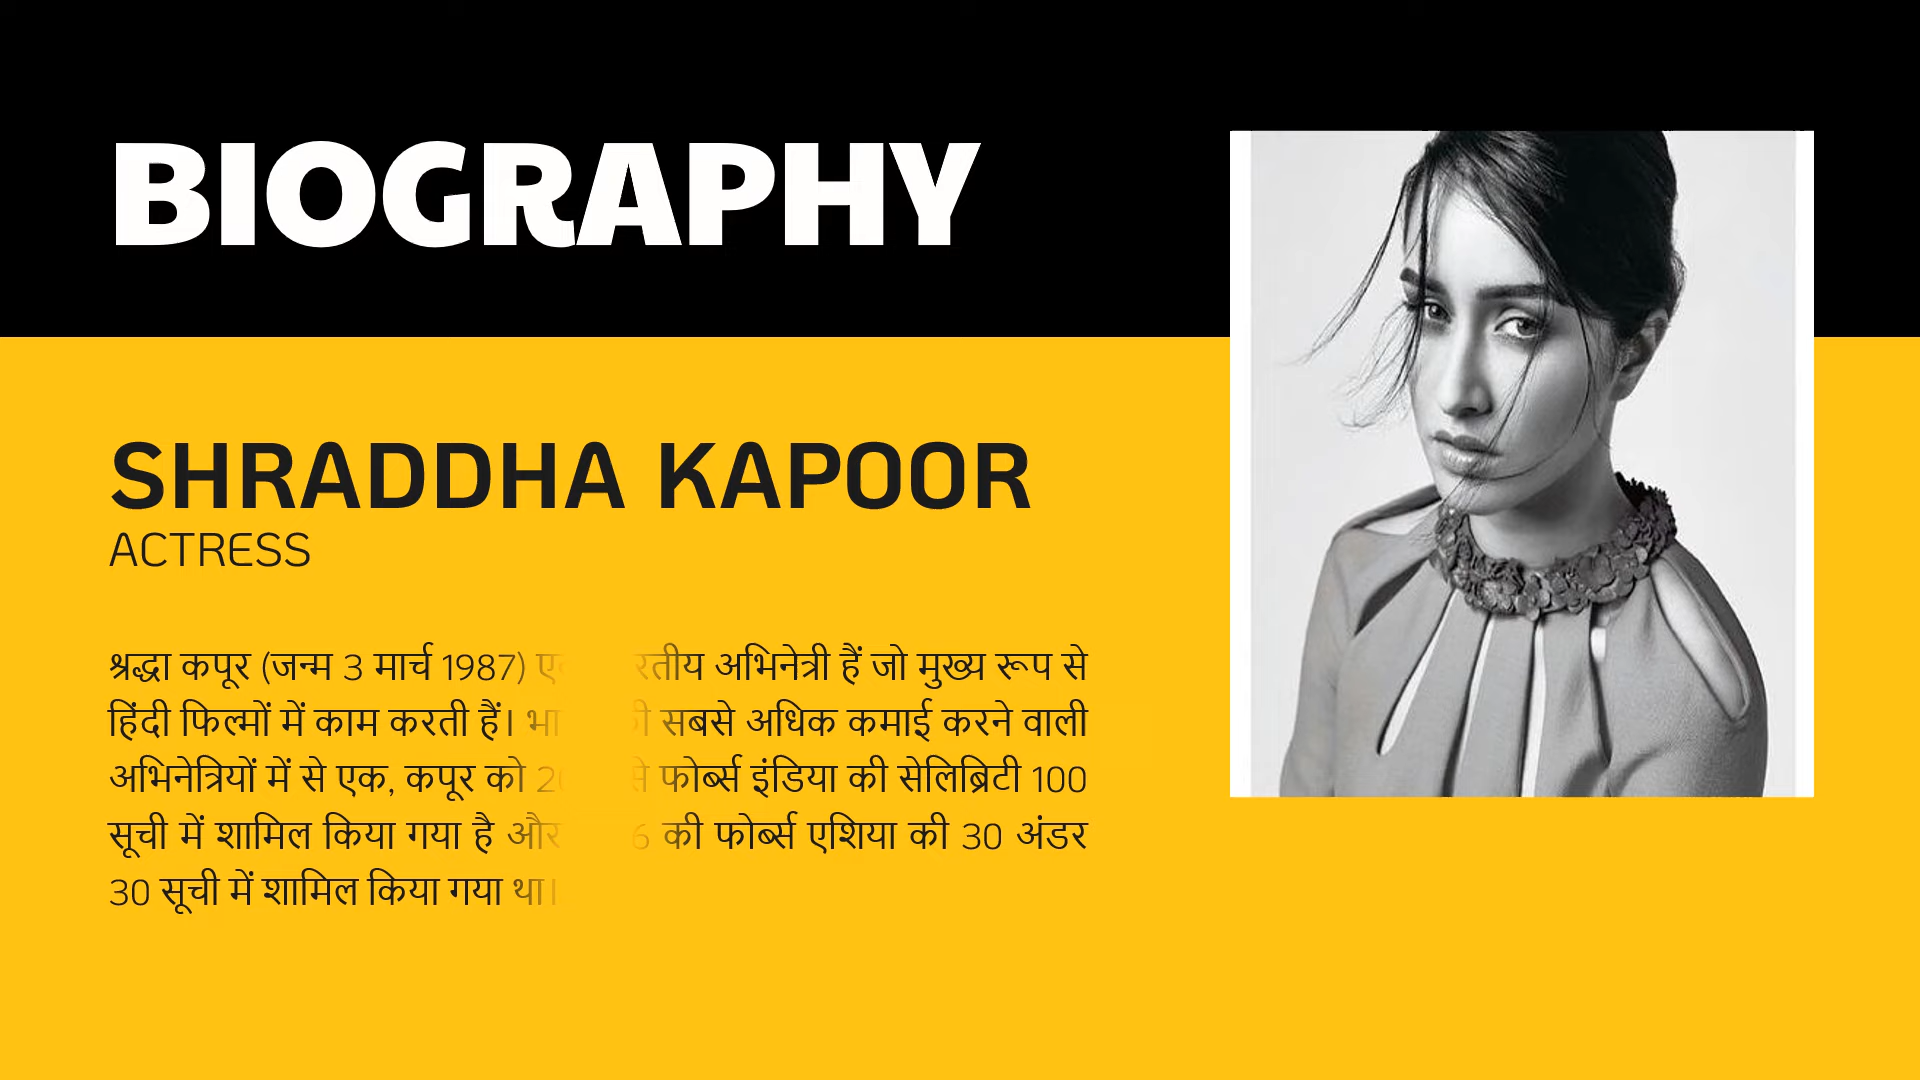 BIOGRAPHY
SHRADDHA KAPOOR
ACTRESS
श्रद्धा कपूर (जन्म 3 मार्च 1987) अभिनेत्री हैं जो मुख्य रूप से
हिंदी फिल्मों में काम करती हैं। सबसे अधिक कमाई करने वाली
अभिनेत्रियों में से एक, कपूर को फोर्ब्स इंडिया की सेलिब्रिटी 100
सूची में शामिल किया गया है और की फोर्ब्स एशिया की 30 अंडर
30 सूची में शामिल किया गया था।